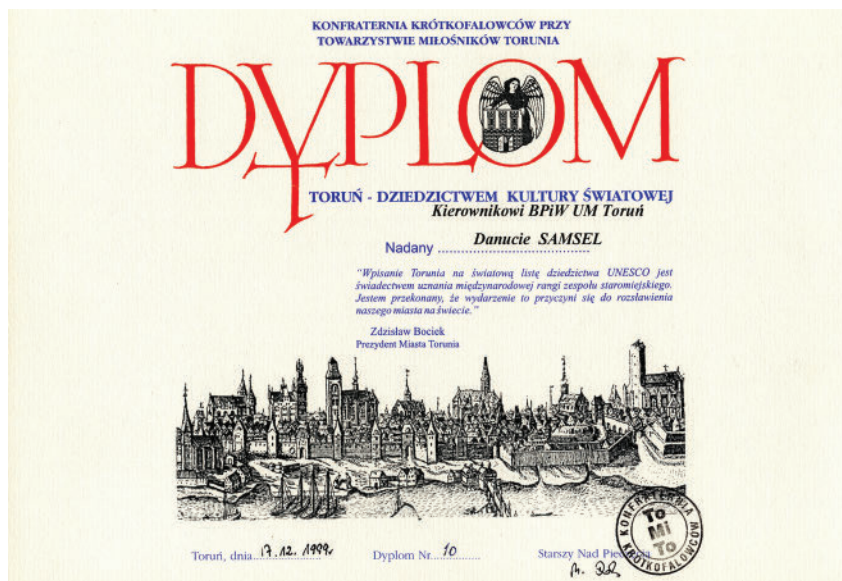 KONFRATERNIA KRÓTKOFALOWCÓW PRZY
TOWARZYSTWIE MIŁOŚNIKÓW TORUNIA
DYPLOM
TORUŃ - DZIEDZICTWEM KULTURY ŚWIATOWEJ
Kierownikowi BPiW UM Toruń
Nadany Danucie SAMSEL
"Wpisanie Torunia na światową listę dziedzictwa UNESCO jest
świadectwem uznania międzynarodowej rangi zespołu staromiejskiego.
Jestem przekonany, że wydarzenie to przyczyni się do rozsławienia
naszego miasta na świecie."
Zdzisław Bociek
Prezydent Miasta Torunia
Toruń, dnia 17.12.1999r
Dyplom Nr. 10
Starszy Nad
KONFRATERNIA KRÓTKOFALOWCÓW
To
Mi
To